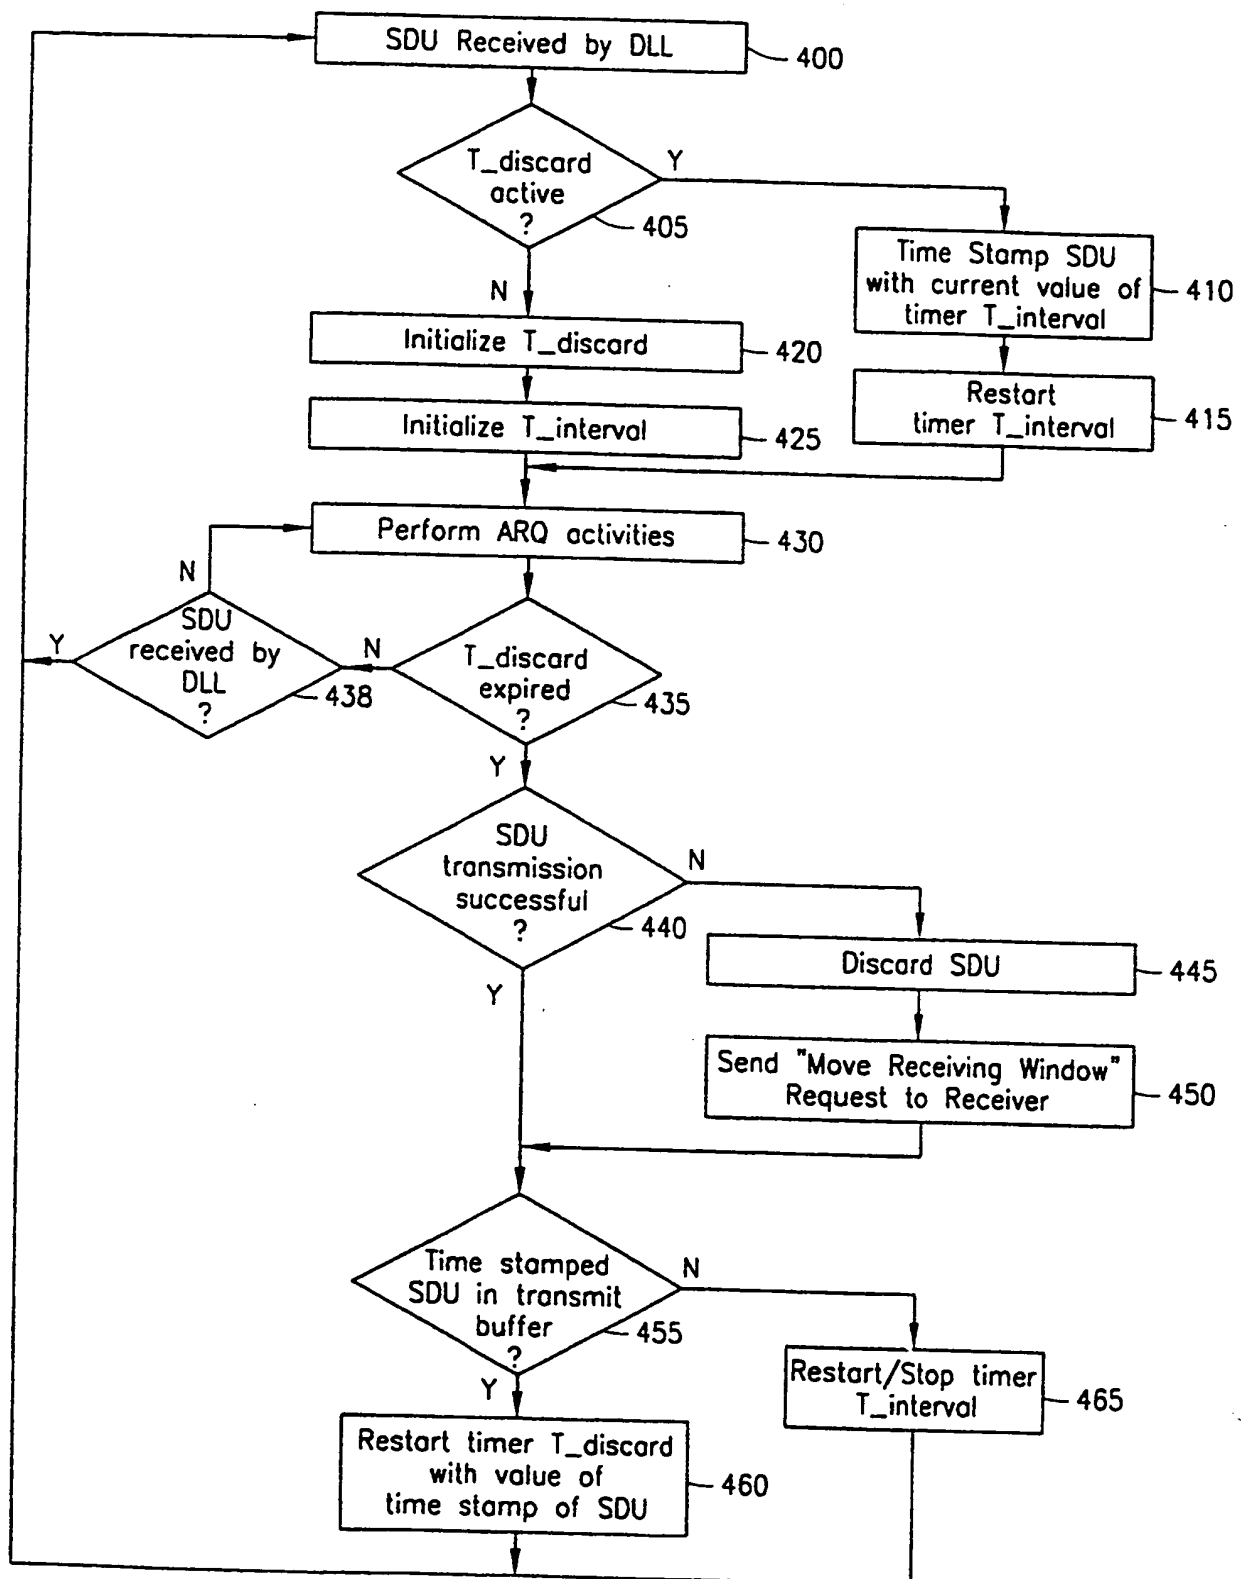 SDU Received by DLL
400
T_discard
active
?
405
Y
N
Time Stamp SDU
with current value of
timer T_interval
410
Initialize T_discard
420
Restart
timer T_interval
415
Initialize T_interval
425
Perform ARQ activities
430
N
SDU
received by
DLL
?
438
Y
N
T_discard
expired
?
435
Y
SDU
transmission
successful
?
440
N
Y
Discard SDU
445
Send "Move Receiving Window"
Request to Receiver
450
Time stamped
SDU in transmit
buffer
?
455
N
Y
Restart/Stop timer
T_interval
465
Restart timer T_discard
with value of
time stamp of SDU
460